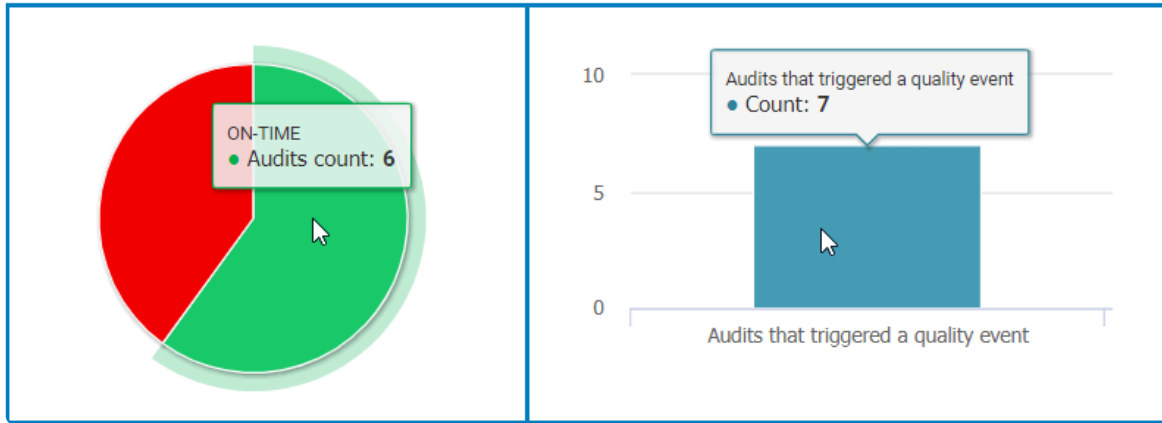 ON-TIME
● Audits count: 6
10
5
0
Audits that triggered a quality event
● Count: 7
Audits that triggered a quality event